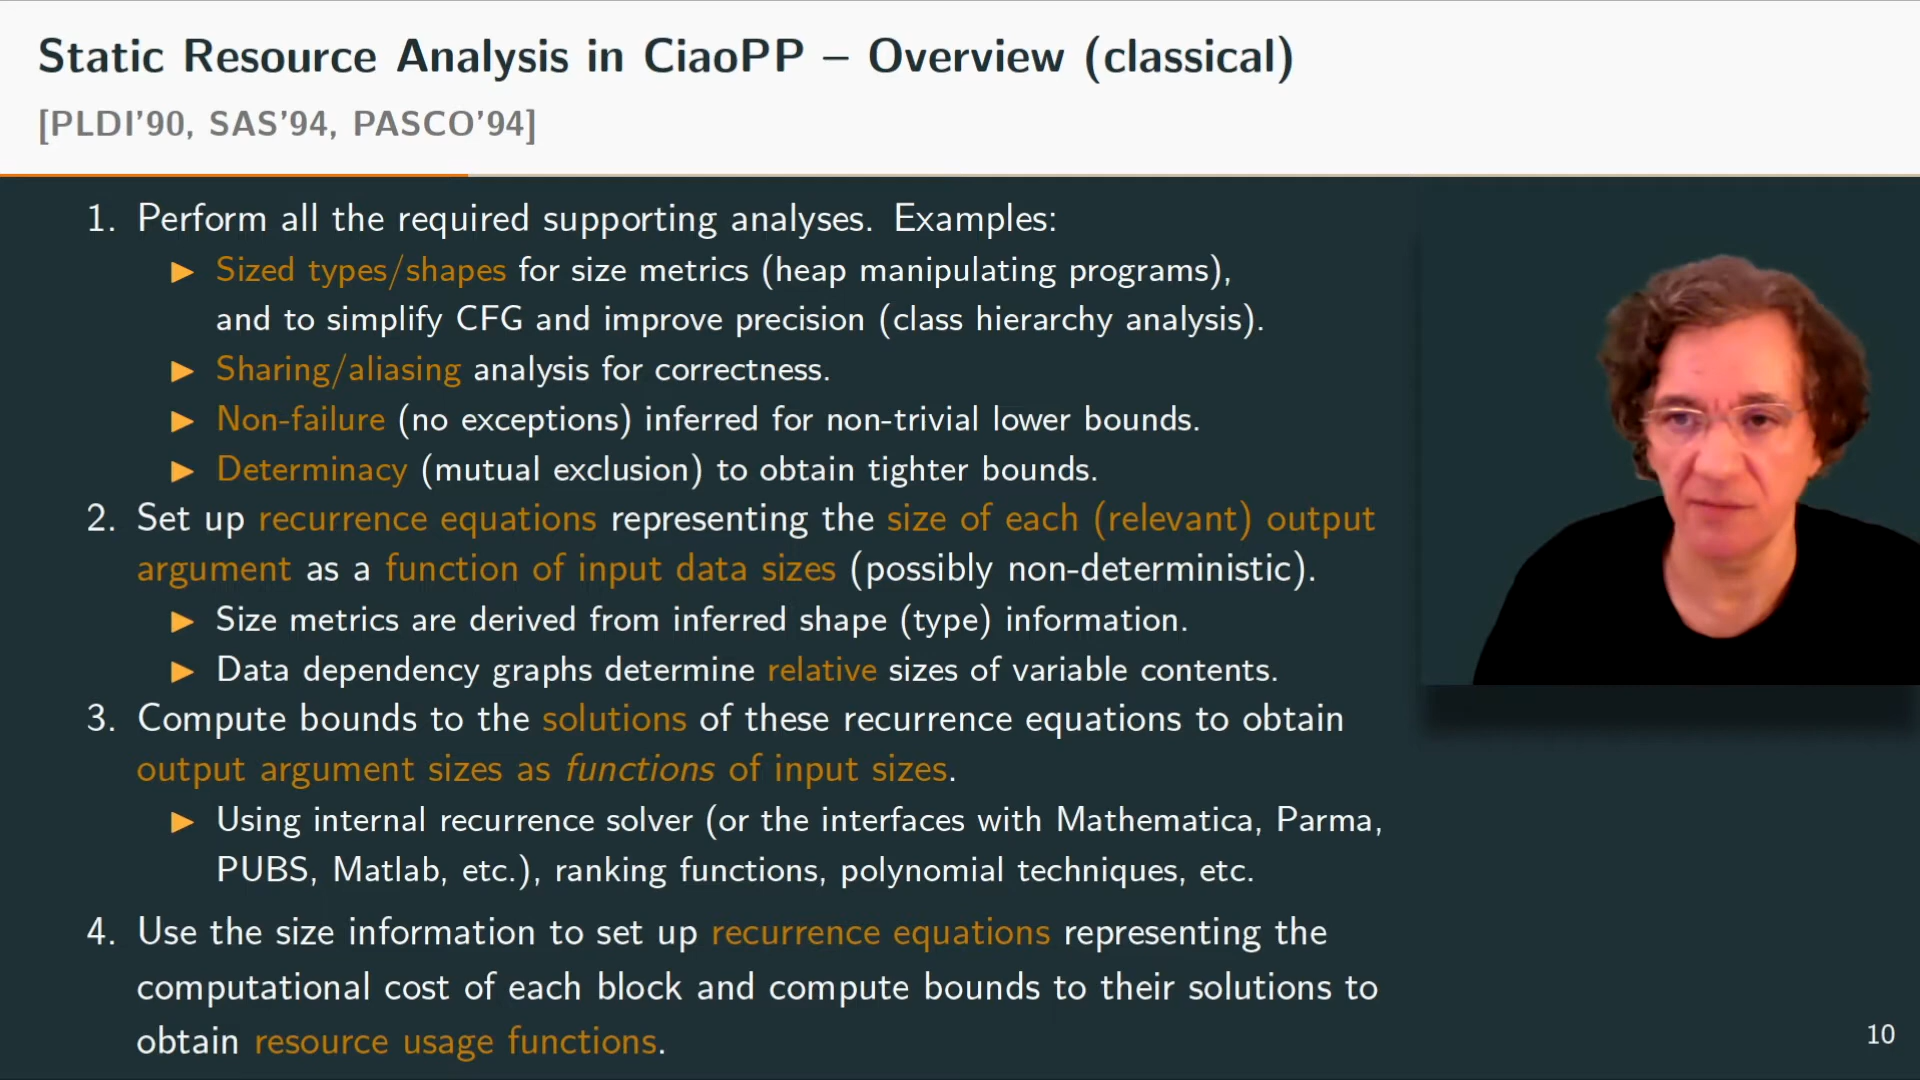 Static Resource Analysis in CiaoPP – Overview (classical)
[PLDI’90, SAS’94, PASCO’94]
1. Perform all the required supporting analyses. Examples:
▶ Sized types/shapes for size metrics (heap manipulating programs),
and to simplify CFG and improve precision (class hierarchy analysis).
▶ Sharing/aliasing analysis for correctness.
▶ Non-failure (no exceptions) inferred for non-trivial lower bounds.
▶ Determinacy (mutual exclusion) to obtain tighter bounds.
2. Set up recurrence equations representing the size of each (relevant) output
argument as a function of input data sizes (possibly non-deterministic).
▶ Size metrics are derived from inferred shape (type) information.
▶ Data dependency graphs determine relative sizes of variable contents.
3. Compute bounds to the solutions of these recurrence equations to obtain
output argument sizes as functions of input sizes.
▶ Using internal recurrence solver (or the interfaces with Mathematica, Parma,
PUBS, Matlab, etc.), ranking functions, polynomial techniques, etc.
4. Use the size information to set up recurrence equations representing the
computational cost of each block and compute bounds to their solutions to
obtain resource usage functions.
10